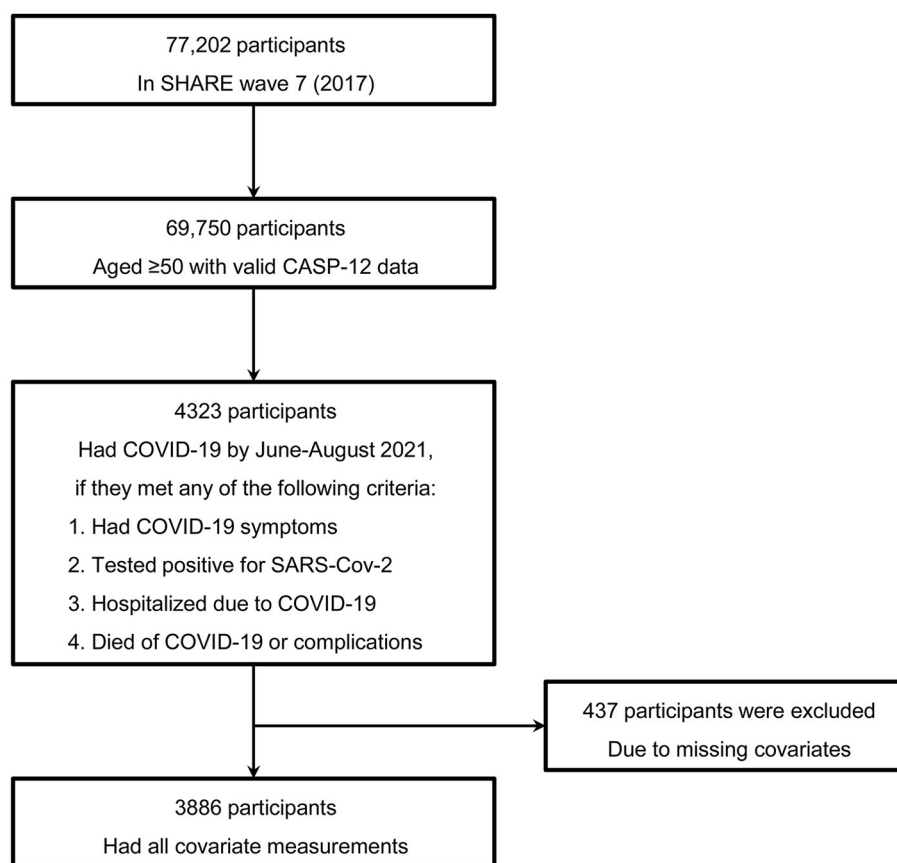 77,202 participants
In SHARE wave 7 (2017)
69,750 participants
Aged ≥50 with valid CASP-12 data
4323 participants
Had COVID-19 by June-August 2021,
if they met any of the following criteria:
1. Had COVID-19 symptoms
2. Tested positive for SARS-Cov-2
3. Hospitalized due to COVID-19
4. Died of COVID-19 or complications
437 participants were excluded
Due to missing covariates
3886 participants
Had all covariate measurements